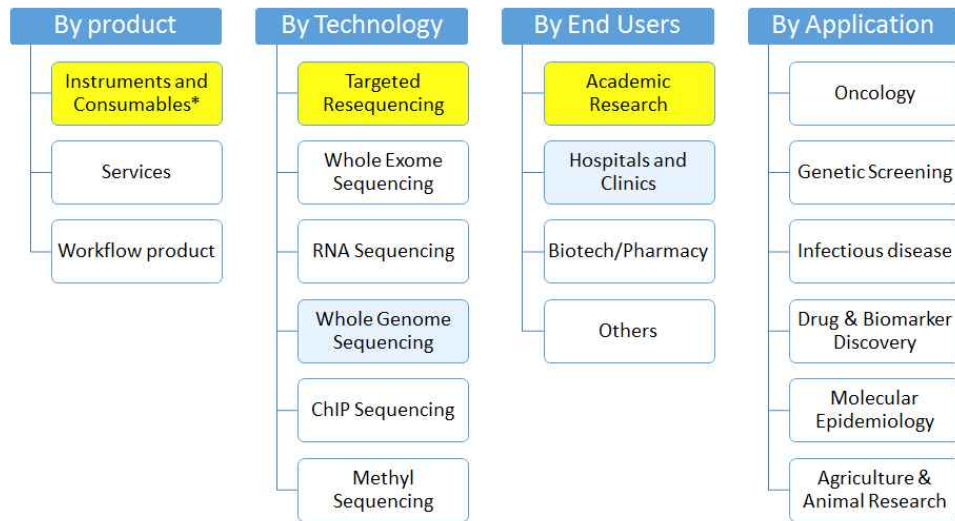 By product
Instruments and
Consumables*
Services
Workflow product
By Technology
Targeted
Resequencing
Whole Exome
Sequencing
RNA Sequencing
Whole Genome
Sequencing
ChIP Sequencing
Methyl
Sequencing
By End Users
Academic
Research
Hospitals and
Clinics
Biotech/Pharmacy
Others
By Application
Oncology
Genetic Screening
Infectious disease
Drug & Biomarker
Discovery
Molecular
Epidemiology
Agriculture &
Animal Research